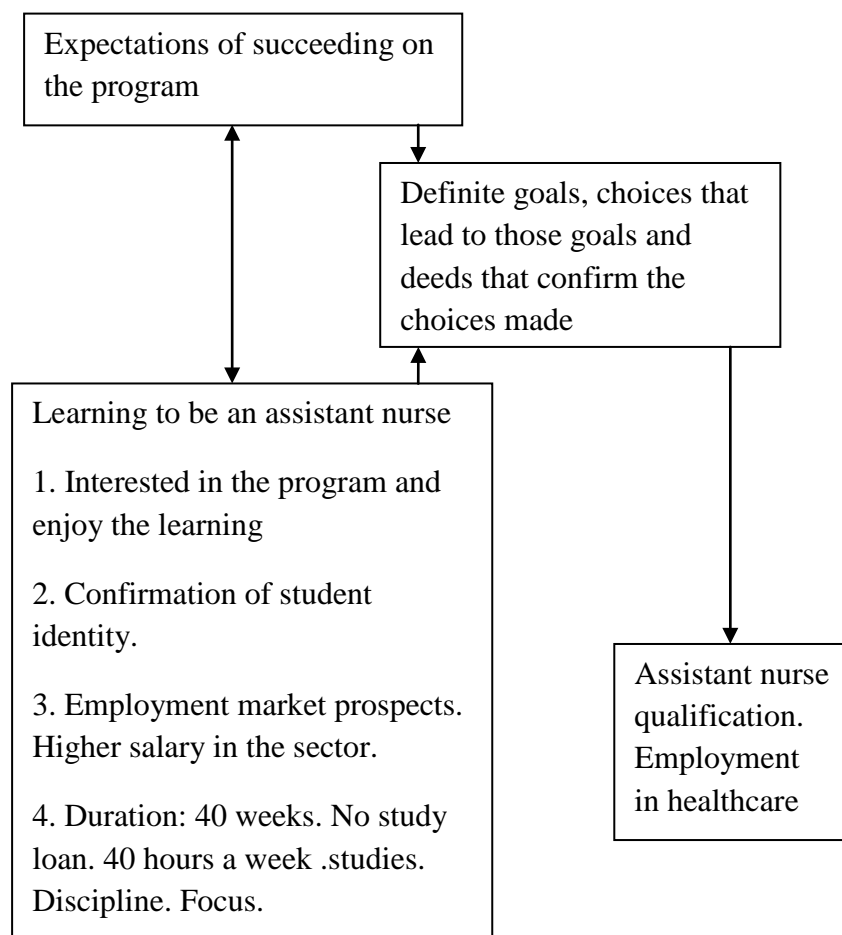 Expectations of succeeding on
the program
Definite goals, choices that
lead to those goals and
deeds that confirm the
choices made
Learning to be an assistant nurse
1. Interested in the program and
enjoy the learning
2. Confirmation of student
identity.
3. Employment market prospects.
Higher salary in the sector.
4. Duration: 40 weeks. No study
loan. 40 hours a week .studies.
Discipline. Focus.
Assistant nurse
qualification.
Employment
in healthcare